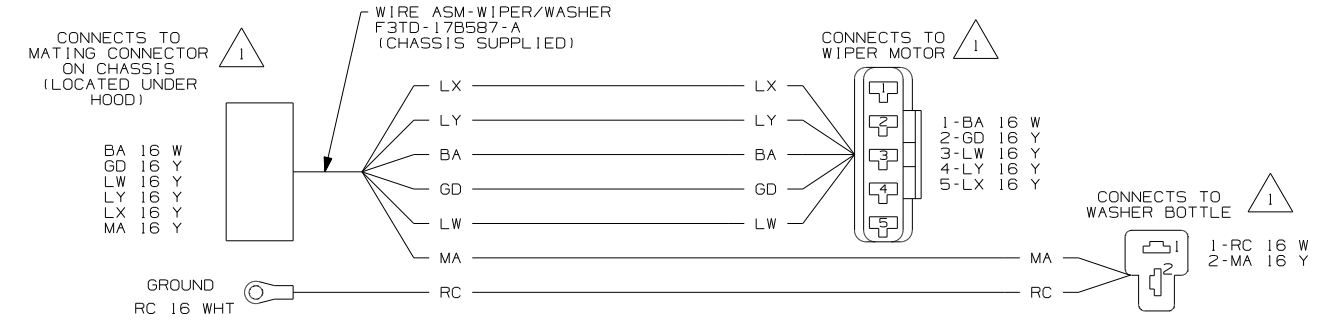 WIRE ASM-WIPER/WASHER
F3TD-17B587-A
(CHASSIS SUPPLIED)
CONNECTS TO
MATING CONNECTOR
ON CHASSIS
(LOCATED UNDER
HOOD)
1
BA 16 W
GD 16 Y
LW 16 Y
LY 16 Y
LX 16 Y
MA 16 Y
GROUND
RC 16 WHT
LX LX
LY LY
BA BA
GD GD
LW LW
MA MA
RC RC
CONNECTS TO
WIPER MOTOR
1
1
2
3
4
5
1-BA 16 W
2-GD 16 Y
3-LW 16 Y
4-LY 16 Y
5-LX 16 Y
CONNECTS TO
WASHER BOTTLE
1
1
2
1-RC 16 W
2-MA 16 Y